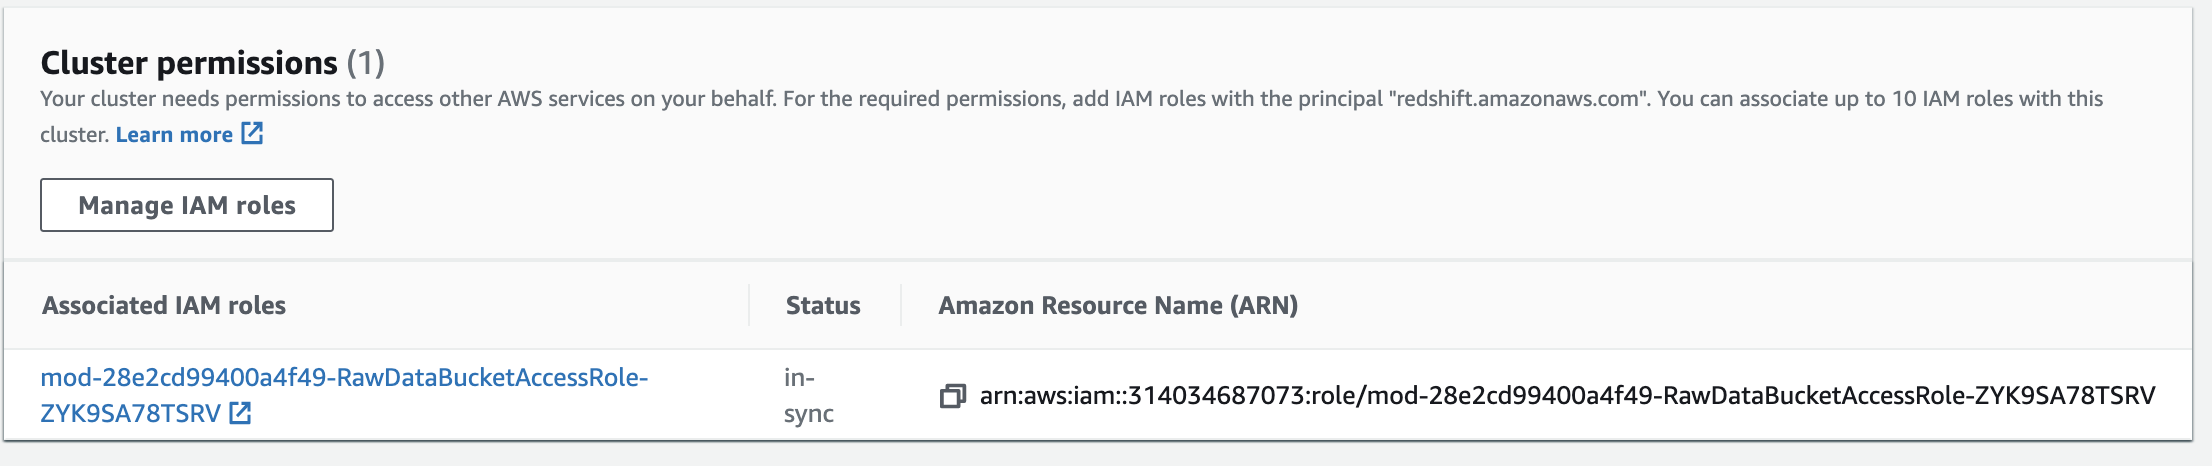 Cluster permissions (1)
Your cluster needs permissions to access other AWS services on your behalf. For the required permissions, add IAM roles with the principal "redshift.amazonaws.com". You can associate up to 10 IAM roles with this
cluster. Learn more
Manage IAM roles
Associated IAM roles Status Amazon Resource Name (ARN)
mod-28e2cd99400a4f49-RawDataBucketAccessRole-
ZYK9SA78TSRV
in-
sync
arn:aws:iam::314034687073:role/mod-28e2cd99400a4f49-RawDataBucketAccessRole-ZYK9SA78TSRV